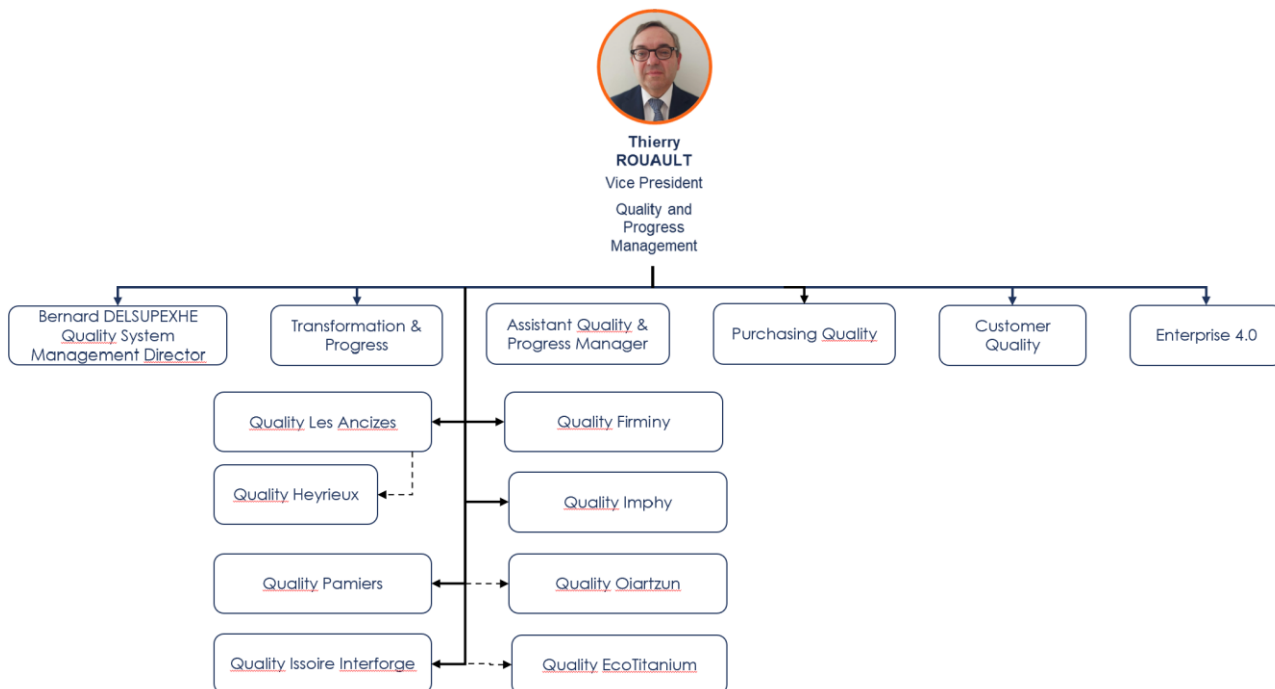 Thierry
ROUAULT
Vice President
Quality and
Progress
Management
Bernard DELSUPEXHE
Quality System
Management Director
Transformation &
Progress
Assistant Quality &
Progress Manager
Purchasing Quality
Customer
Quality
Enterprise 4.0
Quality Les Ancizes
Quality Firminy
Quality Heyrieux
Quality Imphy
Quality Pamiers
Quality Oiartzun
Quality Issoire Interforge
Quality EcoTitanium